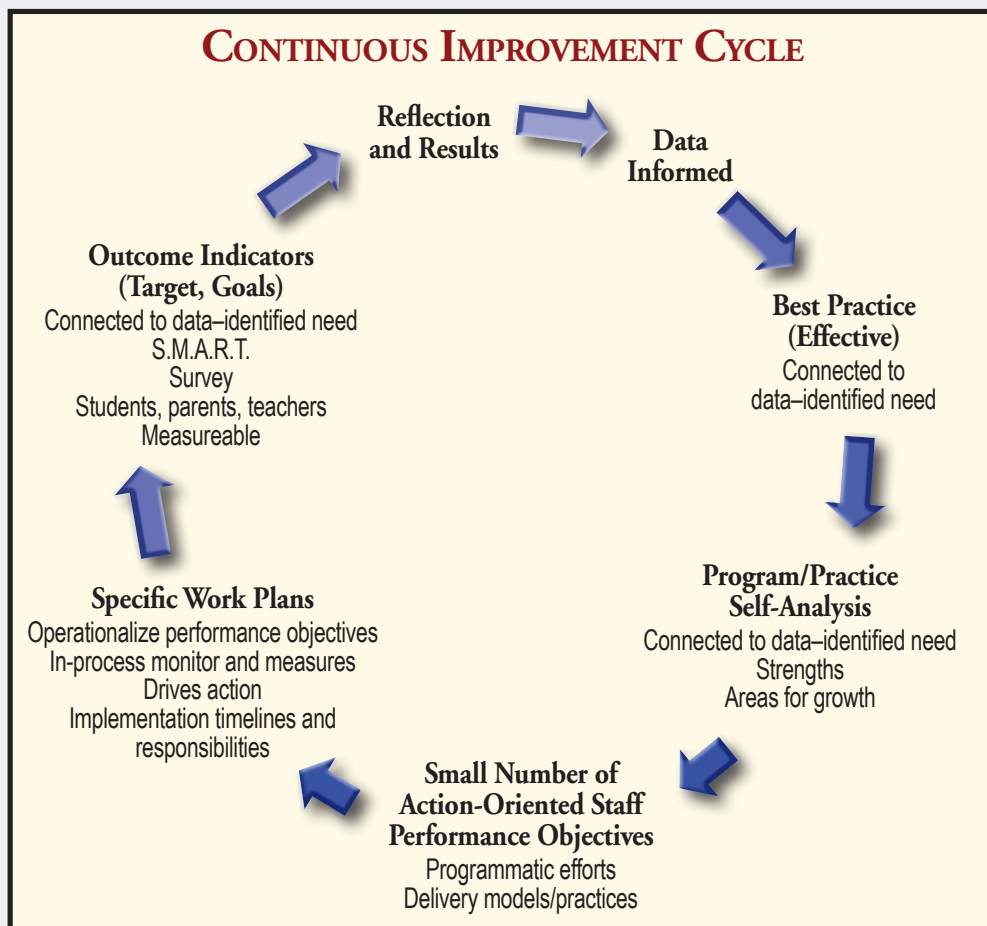 CONTINUOUS IMPROVEMENT CYCLE
Reflection
and Results
Data
Informed
Best Practice
(Effective)
Connected to
data–identified need
Program/Practice
Self-Analysis
Connected to data–identified need
Strengths
Areas for growth
Small Number of
Action-Oriented Staff
Performance Objectives
Programmatic efforts
Delivery models/practices
Specific Work Plans
Operationalize performance objectives
In-process monitor and measures
Drives action
Implementation timelines and
responsibilities
Outcome Indicators
(Target, Goals)
Connected to data–identified need
S.M.A.R.T.
Survey
Students, parents, teachers
Measureable